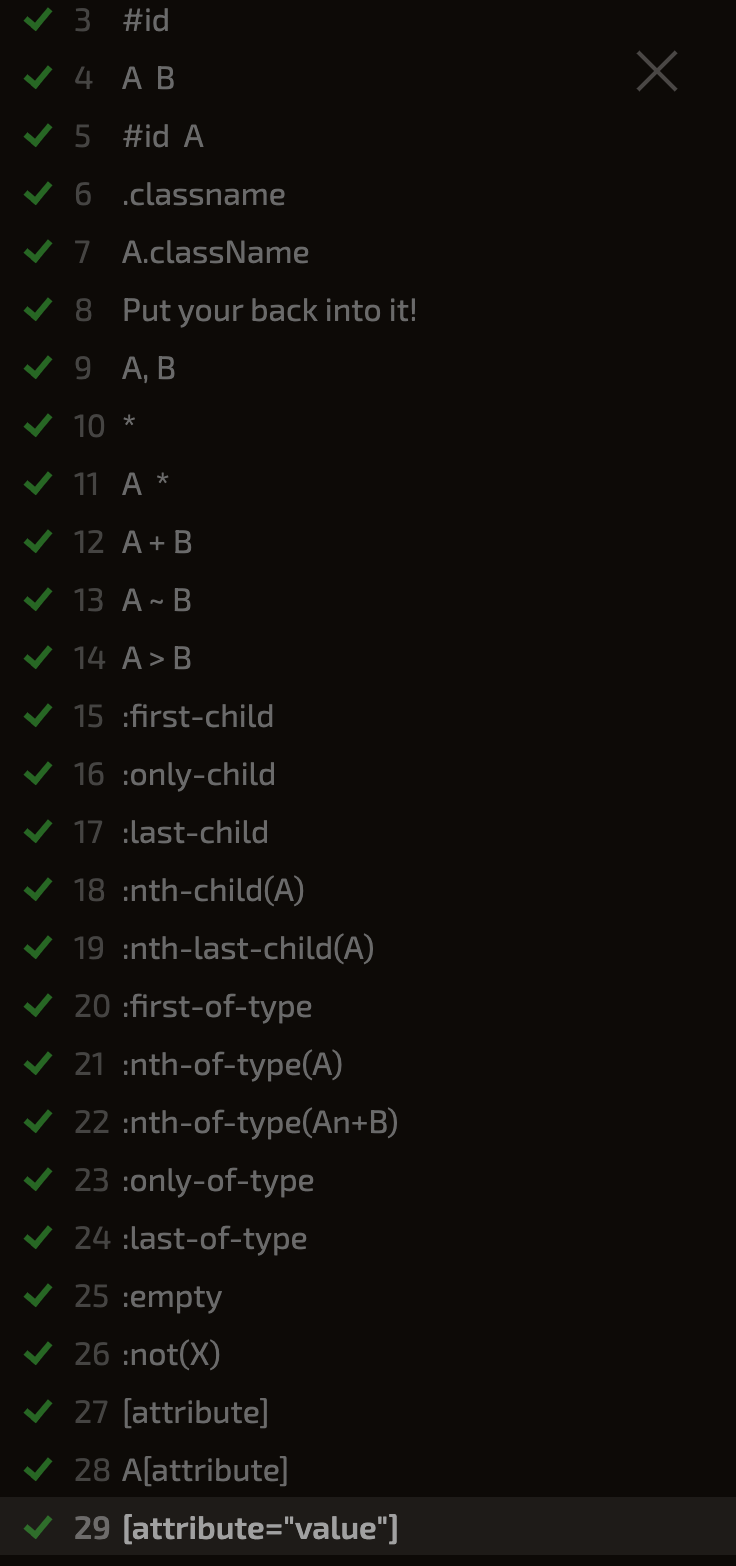 3 #id
4 A  B
5 #id  A
6 .classname
7 A.className
8 Put your back into it!
9 A, B
10 *
11 A  *
12 A + B
13 A ~ B
14 A > B
15 :first-child
16 :only-child
17 :last-child
18 :nth-child(A)
19 :nth-last-child(A)
20 :first-of-type
21 :nth-of-type(A)
22 :nth-of-type(An+B)
23 :only-of-type
24 :last-of-type
25 :empty
26 :not(X)
27 [attribute]
28 A[attribute]
29 [attribute="value"]